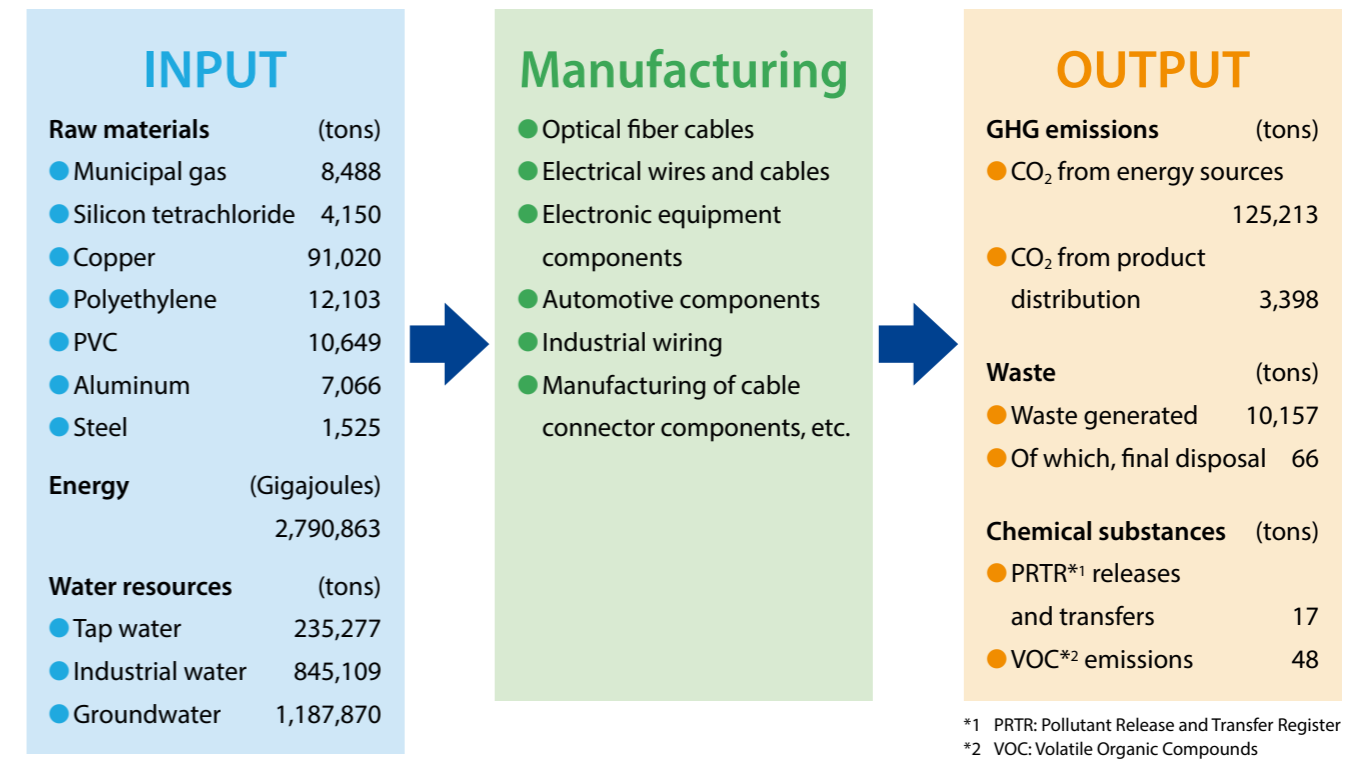 INPUT
Raw materials (tons)
Municipal gas 8,488
Silicon tetrachloride 4,150
Copper 91,020
Polyethylene 12,103
PVC 10,649
Aluminum 7,066
Steel 1,525
Energy (Gigajoules)
2,790,863
Water resources (tons)
Tap water 235,277
Industrial water 845,109
Groundwater 1,187,870
Manufacturing
Optical fiber cables
Electrical wires and cables
Electronic equipment
components
Automotive components
Industrial wiring
Manufacturing of cable
connector components, etc.
OUTPUT
GHG emissions (tons)
CO₂ from energy sources
125,213
CO₂ from product
distribution 3,398
Waste (tons)
Waste generated 10,157
Of which, final disposal 66
Chemical substances (tons)
PRTR*¹ releases
and transfers 17
VOC*² emissions 48
*1 PRTR: Pollutant Release and Transfer Register
*2 VOC: Volatile Organic Compounds